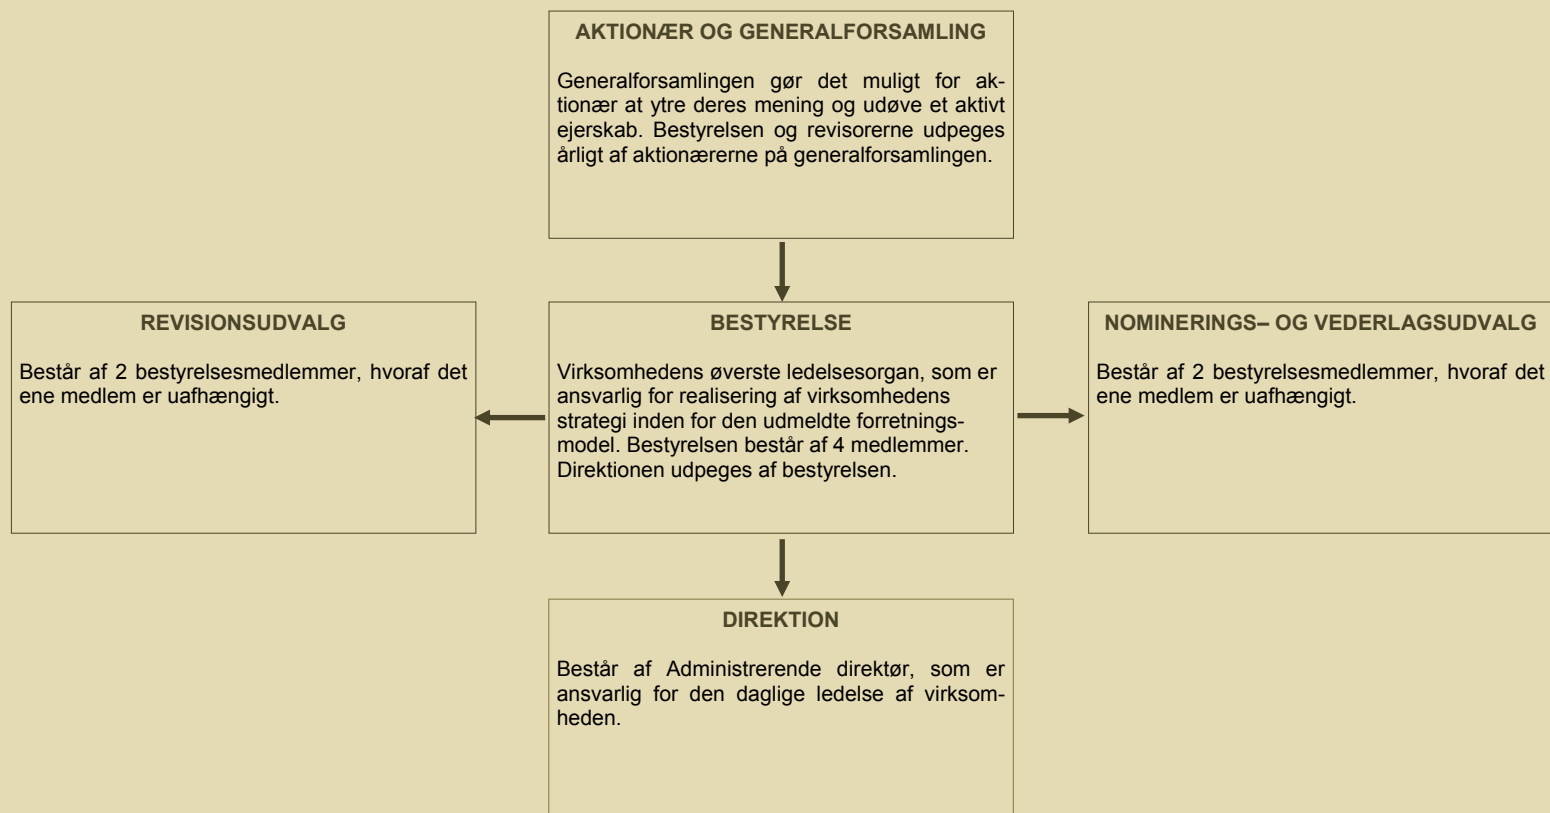 AKTIONÆR OG GENERALFORSAMLING
Generalforsamlingen gør det muligt for ak-
tionær at ytre deres mening og udøve et aktivt
ejerskab. Bestyrelsen og revisorerne udpeges
årligt af aktionærerne på generalforsamlingen.
REVISIONSUDVALG
Består af 2 bestyrelsesmedlemmer, hvoraf det
ene medlem er uafhængigt.
BESTYRELSE
Virksomhedens øverste ledelsesorgan, som er
ansvarlig for realisering af virksomhedens
strategi inden for den udmeldte forretnings-
model. Bestyrelsen består af 4 medlemmer.
Direktionen udpeges af bestyrelsen.
NOMINERINGS– OG VEDERLAGSUDVALG
Består af 2 bestyrelsesmedlemmer, hvoraf det
ene medlem er uafhængigt.
DIREKTION
Består af Administrerende direktør, som er
ansvarlig for den daglige ledelse af virksom-
heden.